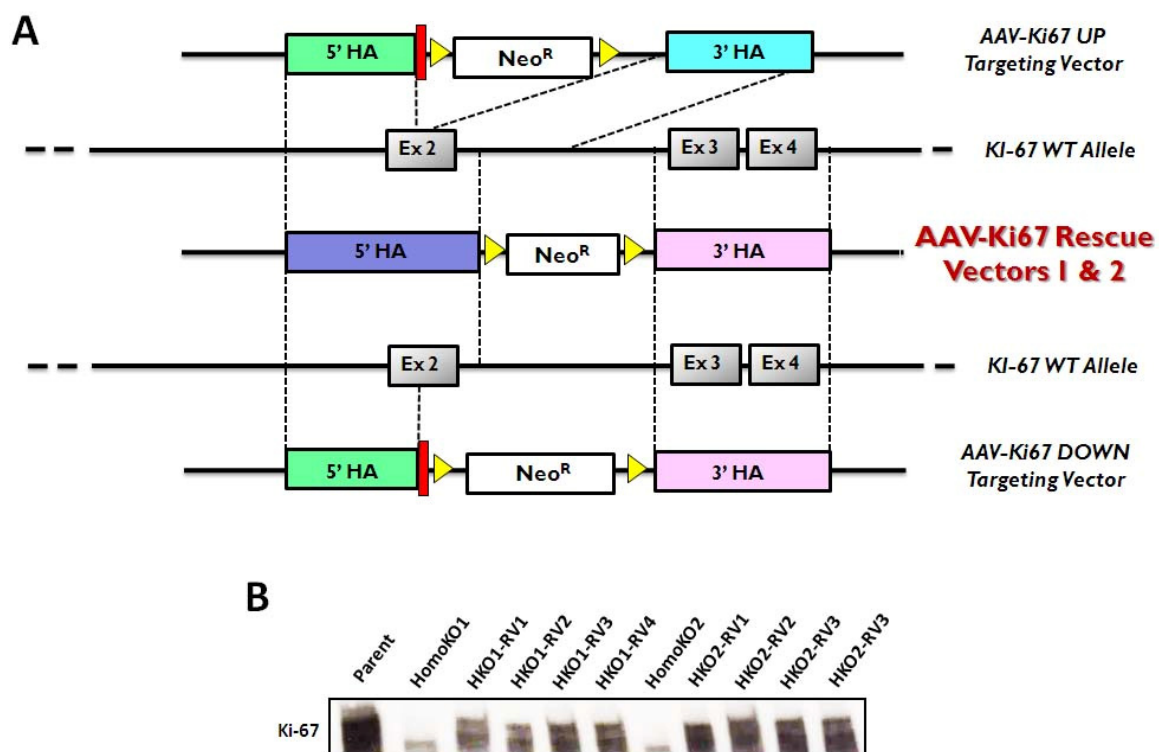 A
5' HA
Neo^R
3' HA
AAV-Ki67 UP
Targeting Vector
Ex 2
Ex 3
Ex 4
KI-67 WT Allele
5' HA
Neo^R
3' HA
AAV-Ki67 Rescue
Vectors 1 & 2
Ex 2
Ex 3
Ex 4
KI-67 WT Allele
5' HA
Neo^R
3' HA
AAV-Ki67 DOWN
Targeting Vector
B
Parent
HomoKO1
HKO1-RV1
HKO1-RV2
HKO1-RV3
HKO1-RV4
HomoKO2
HKO2-RV1
HKO2-RV2
HKO2-RV3
HKO2-RV3
Ki-67